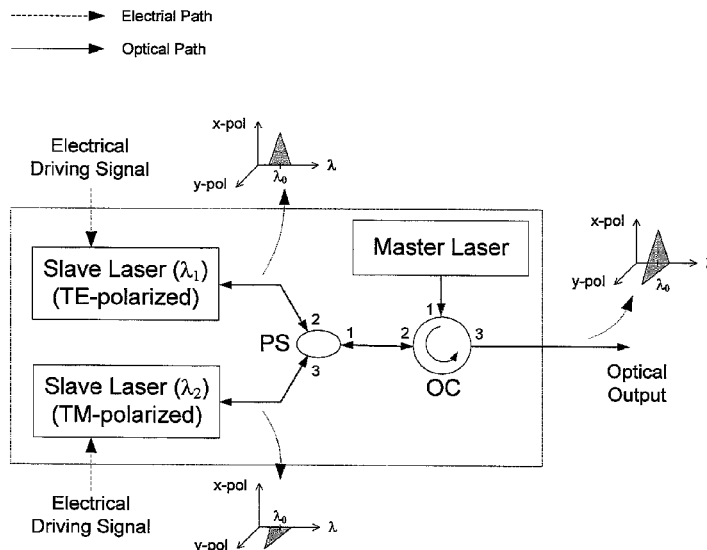 Electrial Path
Optical Path
x-pol
y-pol
λ₀
λ
Electrical
Driving Signal
x-pol
y-pol
λ₀
Slave Laser (λ₁)
(TE-polarized)
Master Laser
PS
2
1
3
1
2
3
OC
Optical
Output
Slave Laser (λ₂)
(TM-polarized)
Electrical
Driving Signal
x-pol
y-pol
λ₀
λ